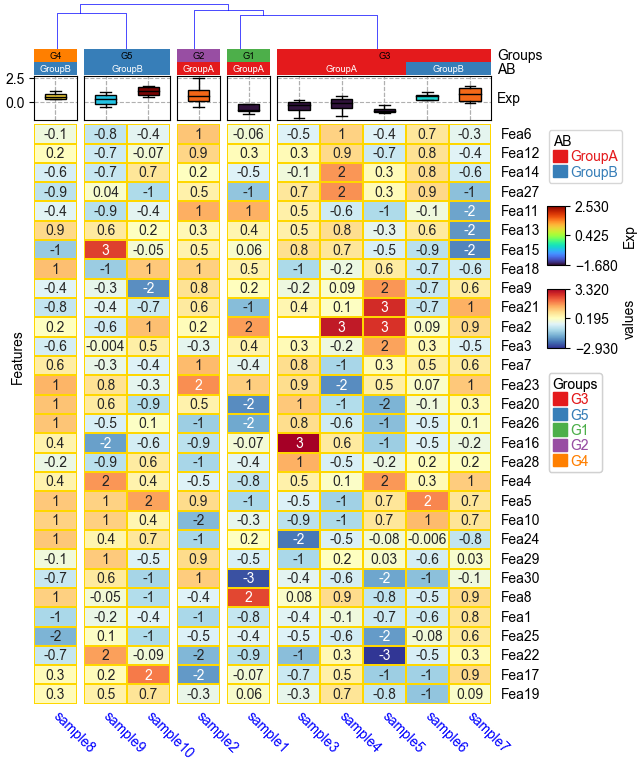 G4 G5 G2 G1 G3 Groups
GroupB GroupB GroupA GroupA GroupA GroupB AB
2.5
0.0
Exp
-0.1 -0.8 -0.4 1 -0.06 -0.5 1 -0.4 0.7 -0.3 Fea6
0.2 -0.7 -0.07 0.9 0.3 0.3 0.9 -0.7 0.8 -0.4 Fea12
-0.6 -0.7 0.7 0.2 -0.5 -0.1 2 0.3 0.8 -0.6 Fea14
-0.9 0.04 -1 0.5 -1 0.7 2 0.3 0.9 -1 Fea27
-0.4 -0.9 -0.4 1 1 0.5 -0.6 -1 -0.1 -2 Fea11
0.9 0.6 0.2 0.3 0.4 0.5 0.8 -0.3 0.6 -2 Fea13
-1 3 -0.05 0.5 0.06 0.8 0.7 -0.5 -0.9 -2 Fea15
1 -1 1 1 0.5 -1 -0.2 0.6 -0.7 -0.6 Fea18
-0.4 -0.3 -2 0.8 0.2 -0.2 0.09 2 -0.7 0.6 Fea9
-0.8 -0.4 -0.7 0.6 -1 0.4 0.1 3 -0.7 1 Fea21
0.2 -0.6 1 0.2 2 3 3 0.09 0.9 Fea2
-0.6 -0.004 0.5 -0.3 0.4 0.3 -0.2 2 0.3 -0.5 Fea3
0.6 -0.3 -0.4 1 -0.4 0.8 -1 0.3 0.5 0.6 Fea7
1 0.8 -0.3 2 1 0.9 -2 0.5 0.07 1 Fea23
1 0.6 -0.9 0.5 -2 1 -1 -2 -0.1 0.3 Fea20
1 -0.5 0.1 -1 -2 0.8 -0.6 -1 -0.5 0.1 Fea26
0.4 -2 -0.6 -0.9 -0.07 3 0.6 -1 -0.5 -0.2 Fea16
-0.2 -0.9 0.6 -1 -0.4 1 -0.5 -0.2 0.2 0.2 Fea28
0.4 2 0.4 -0.5 -0.8 0.5 0.1 2 0.3 1 Fea4
1 1 2 0.9 -1 -0.5 -1 0.7 2 0.7 Fea5
1 1 0.4 -2 -0.3 -0.9 -1 0.7 1 0.7 Fea10
1 0.4 0.7 -1 0.2 -2 -0.5 -0.08 -0.006 -0.8 Fea24
-0.1 1 -0.5 0.9 -0.5 -1 0.2 0.03 -0.6 0.03 Fea29
-0.7 0.6 -1 1 -3 -0.4 -0.6 -2 -1 -0.1 Fea30
1 -0.05 -1 -0.4 2 0.08 0.9 -0.8 -0.5 0.9 Fea8
-1 -0.2 -0.4 -1 -0.8 -0.4 -0.1 -0.7 -0.6 0.8 Fea1
-2 0.1 -1 -0.5 -0.4 -0.5 -0.6 -2 -0.08 0.6 Fea25
-0.7 2 -0.09 -2 -0.9 -1 0.3 -3 -0.5 0.3 Fea22
0.3 0.2 2 -2 -0.07 -0.7 0.5 -1 -1 0.9 Fea17
0.3 0.5 0.7 -0.3 0.06 -0.3 0.7 -0.8 -1 0.09 Fea19
Features
sample8 sample9 sample10 sample2 sample1 sample3 sample4 sample5 sample6 sample7
AB
GroupA
GroupB
2.530
0.425
−1.680
Exp
3.320
0.195
−2.930
values
Groups
G3
G5
G1
G2
G4